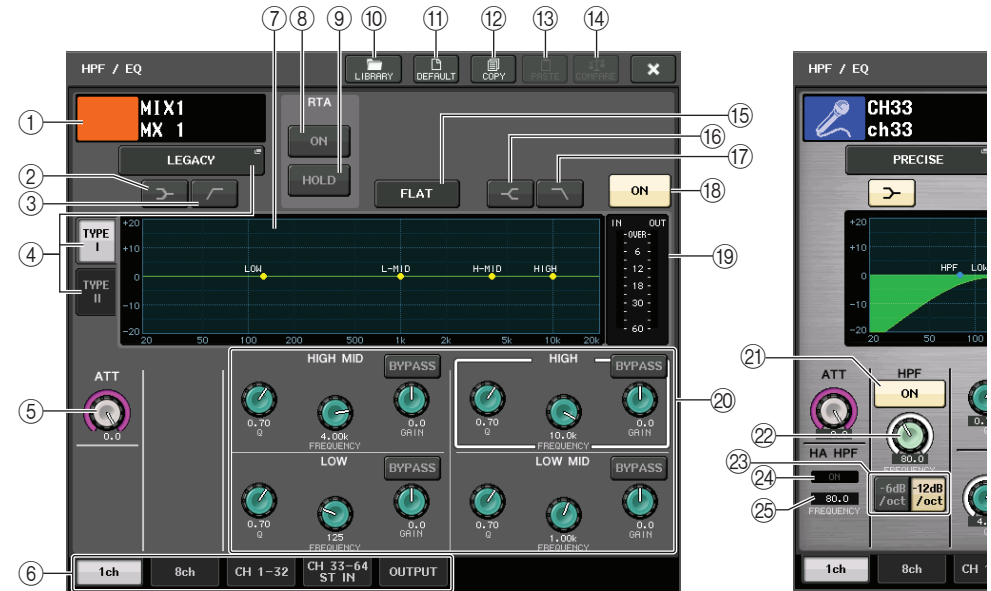 ⑦ ⑧ ⑨ ⑩ ⑪ ⑫ ⑬ ⑭
HPF / EQ
LIBRARY DEFAULT COPY PASTE COMPARE ×
① MIX1
MX 1
RTA
ON
HOLD
LEGACY
② ③
FLAT
⑮ ⑯ ⑰
ON ⑱
④ TYPE
I
TYPE
II
+20
+10
0
-10
-20
LOW L-MID H-MID HIGH
20 50 100 200 500 1k 2k 5k 10k 20k
IN OUT
-OVER-
6
12
18
30
60
⑲
ATT
⑤ 0.0
HIGH MID BYPASS
0.70
Q
4.00k
FREQUENCY
0.0
GAIN
HIGH BYPASS
0.70
Q
10.0k
FREQUENCY
0.0
GAIN
⑳
LOW BYPASS
0.70
Q
125
FREQUENCY
0.0
GAIN
LOW MID BYPASS
0.70
Q
1.00k
FREQUENCY
0.0
GAIN
⑥ 1ch 8ch CH 1-32 CH 33-64
ST IN OUTPUT
HPF / EQ
CH33
ch33
PRECISE
+20
+10
0
-10
-20
HPF LOW
20 50 100
㉑ ATT HPF
ON
㉒ 80.0
FREQUENCY
㉓ -6dB
/oct -12dB
/oct
HA HPF
㉔ ON
㉕ 80.0
FREQUENCY
1ch 8ch CH